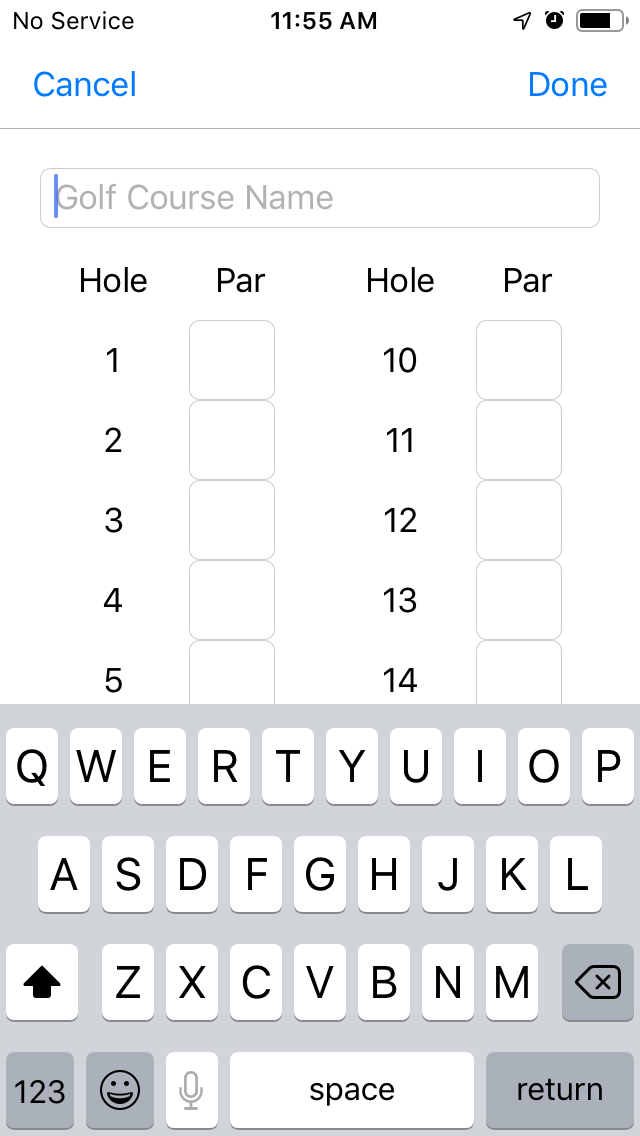 No Service 11:55 AM
Cancel Done
Golf Course Name
Hole Par Hole Par
1 10
2 11
3 12
4 13
5 14
Q W E R T Y U I O P
A S D F G H J K L
Z X C V B N M
123 space return